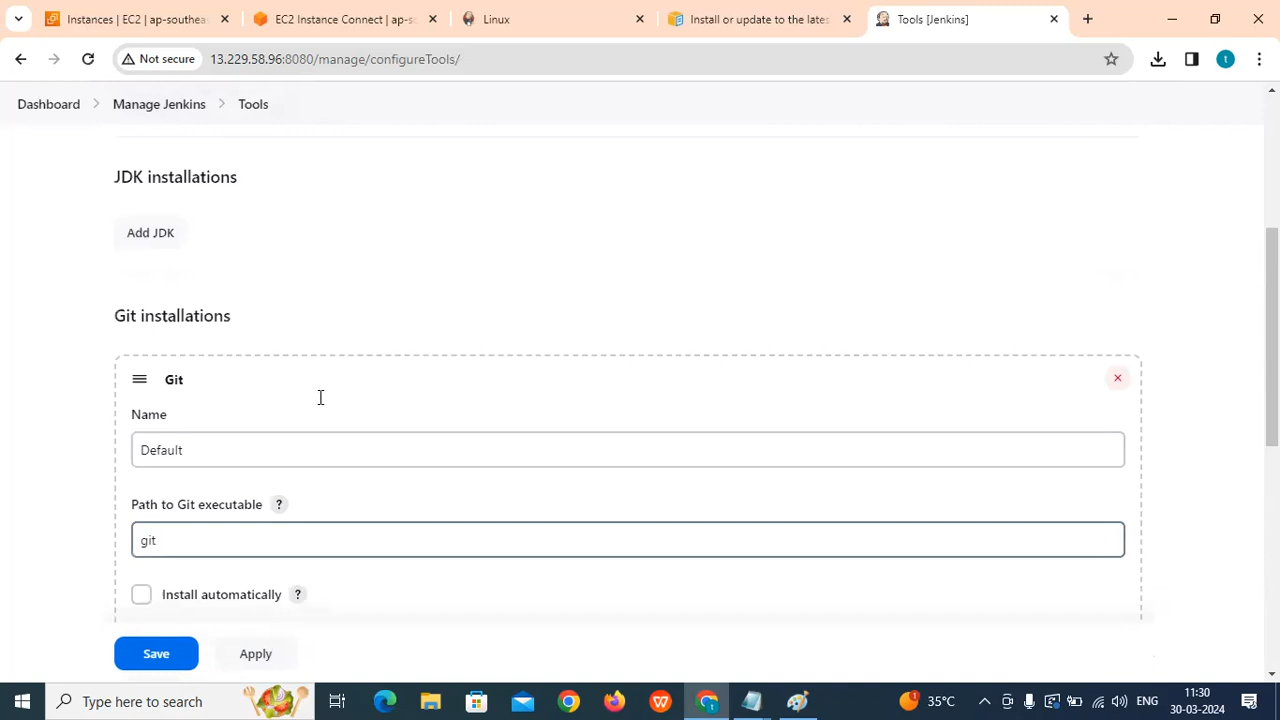 Instances | EC2 | ap-southea
EC2 Instance Connect | ap-s
Linux
Install or update to the lates
Tools [Jenkins]
Not secure
13.229.58.96:8080/manage/configureTools/
t
Dashboard
Manage Jenkins
Tools
JDK installations
Add JDK
Git installations
Git
Name
Default
Path to Git executable ?
git
Install automatically ?
Save
Apply
Type here to search
35°C
ENG
11:30
30-03-2024